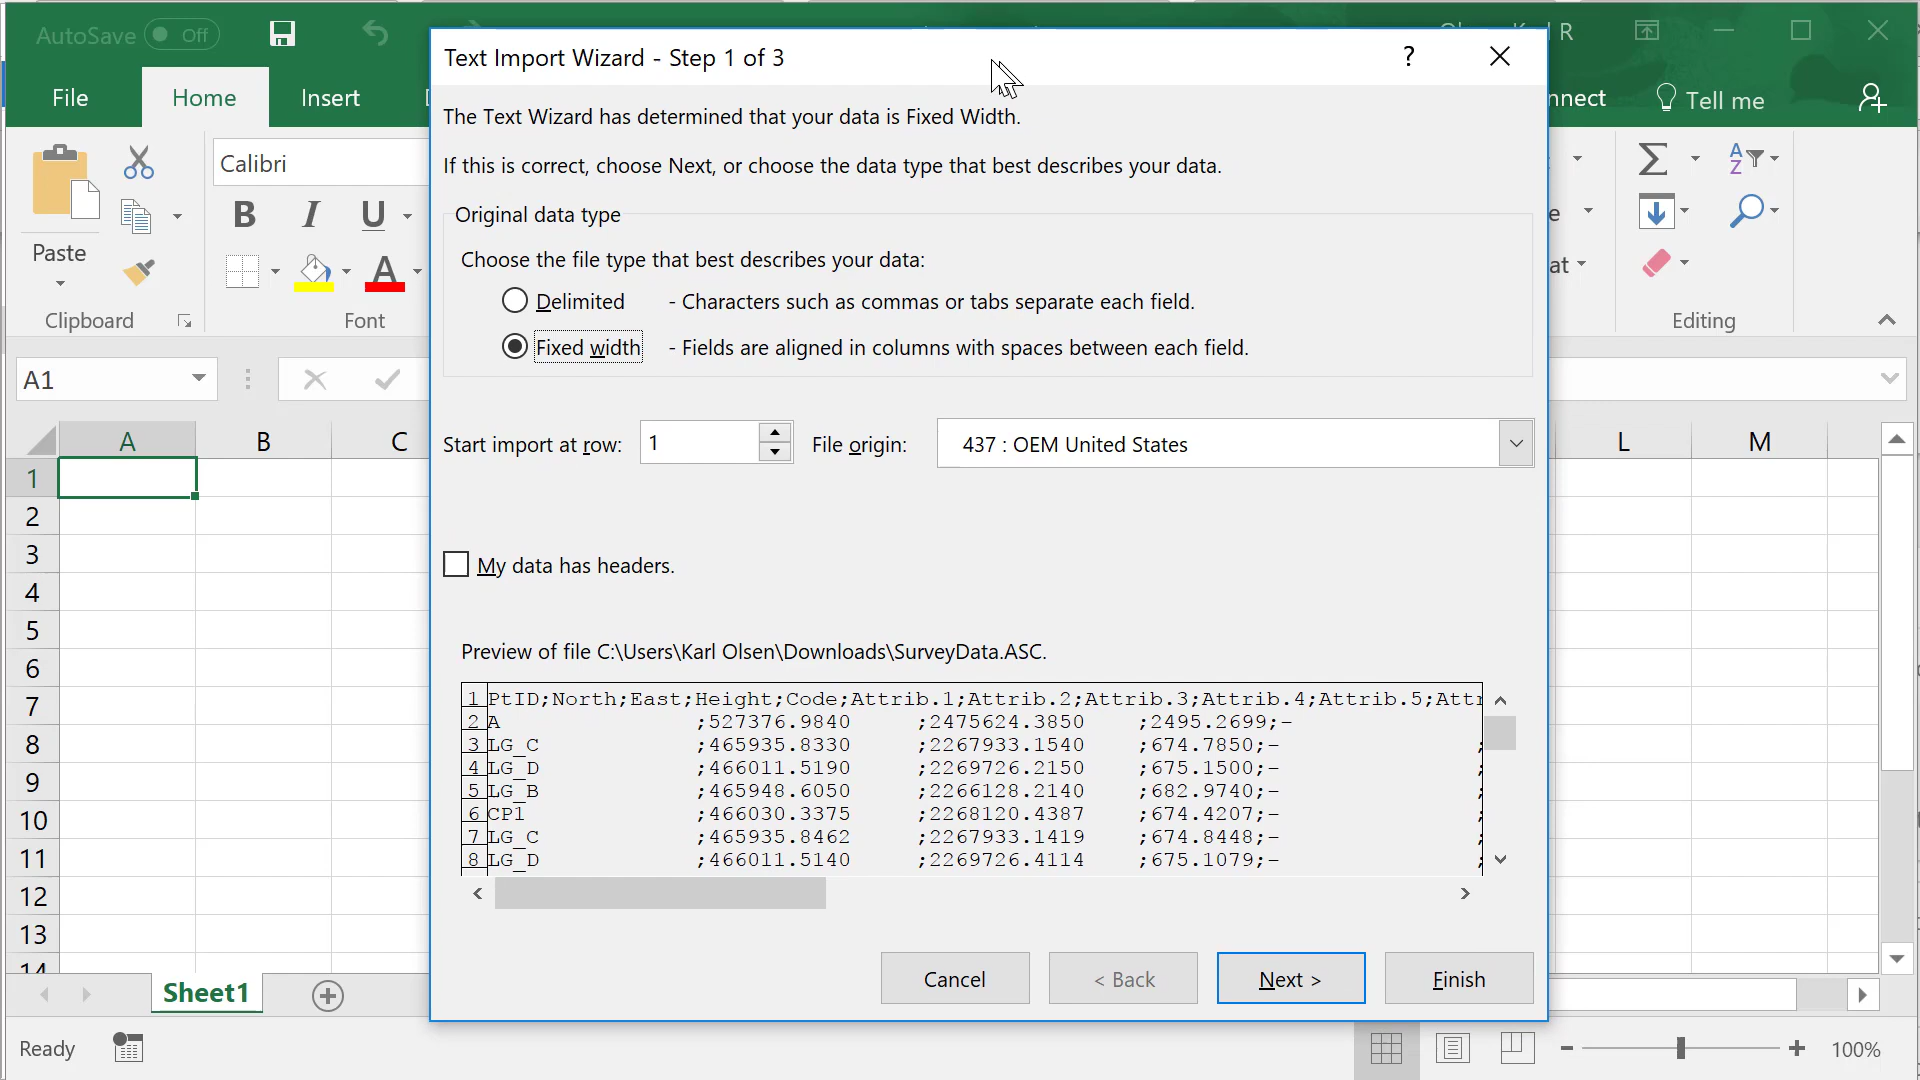 AutoSave Off
R
File Home Insert
nnect Tell me
Calibri
B I U
Paste
A
Clipboard Font
at
Editing
A1
A B C L M
1
2
3
4
5
6
7
8
9
10
11
12
13
14
Text Import Wizard - Step 1 of 3 ?
The Text Wizard has determined that your data is Fixed Width.
If this is correct, choose Next, or choose the data type that best describes your data.
Original data type
Choose the file type that best describes your data:
Delimited - Characters such as commas or tabs separate each field.
Fixed width - Fields are aligned in columns with spaces between each field.
Start import at row: 1 File origin: 437 : OEM United States
My data has headers.
Preview of file C:\Users\Karl Olsen\Downloads\SurveyData.ASC.
1 PtID;North;East;Height;Code;Attrib.1;Attrib.2;Attrib.3;Attrib.4;Attrib.5;Attr
2 A ;527376.9840 ;2475624.3850 ;2495.2699;-
3 LG_C ;465935.8330 ;2267933.1540 ;674.7850;- ;
4 LG_D ;466011.5190 ;2269726.2150 ;675.1500;- ;
5 LG_B ;465948.6050 ;2266128.2140 ;682.9740;- ;
6 CP1 ;466030.3375 ;2268120.4387 ;674.4207;- ;
7 LG_C ;465935.8462 ;2267933.1419 ;674.8448;- ;
8 LG_D ;466011.5140 ;2269726.4114 ;675.1079;- ;
Cancel < Back Next > Finish
Sheet1
Ready 100%